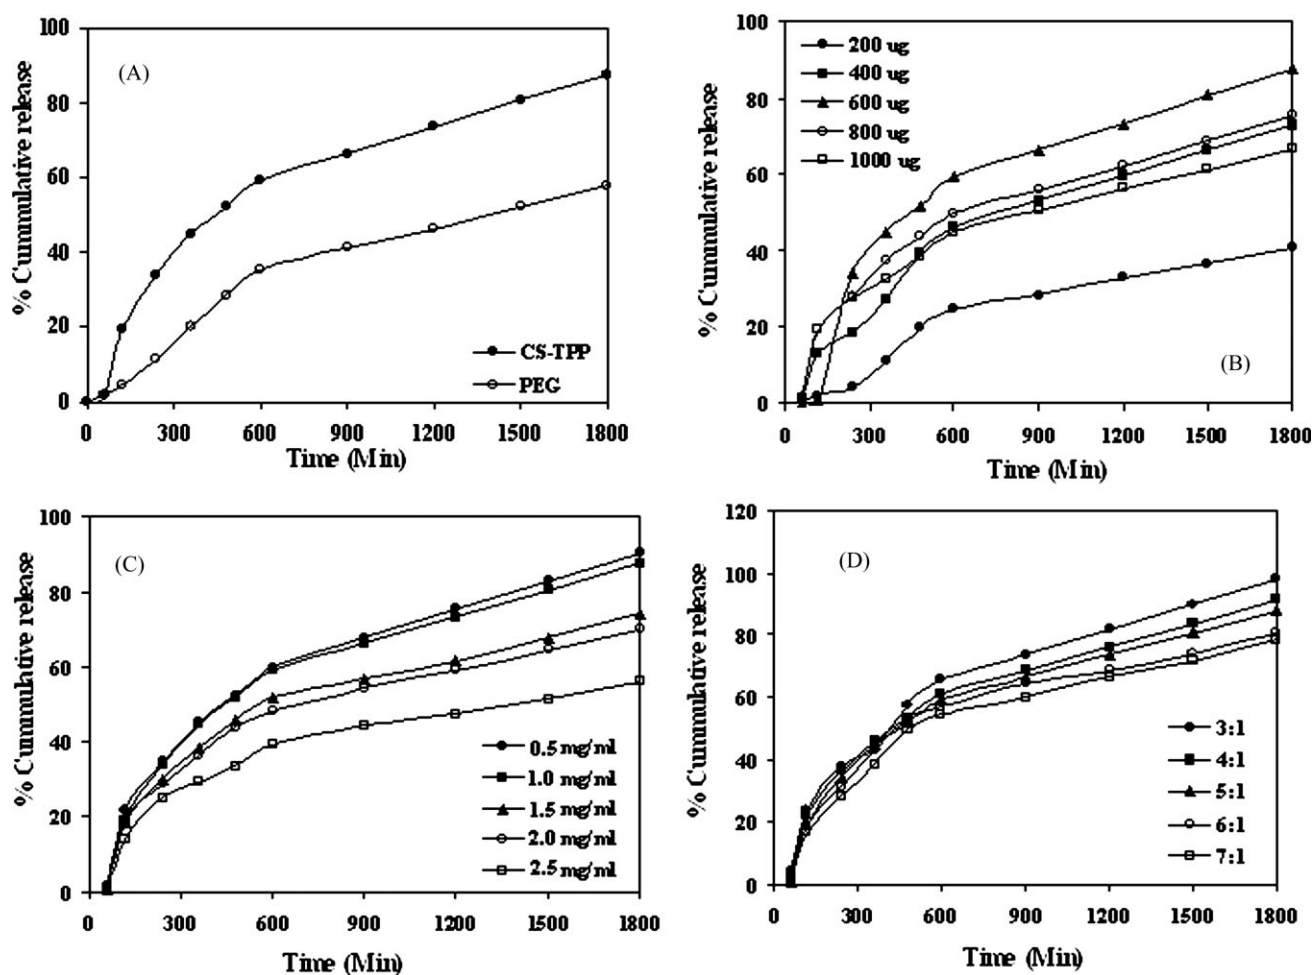 (A)
% Cummulative release
100
80
60
40
20
0
CS-TPP
PEG
0 300 600 900 1200 1500 1800
Time (Min)
(B)
% Cummulative release
100
80
60
40
20
0
200 ug
400 ug
600 ug
800 ug
1000 ug
0 300 600 900 1200 1500 1800
Time (Min)
(C)
% Cummulative release
100
80
60
40
20
0
0.5 mg/ml
1.0 mg/ml
1.5 mg/ml
2.0 mg/ml
2.5 mg/ml
0 300 600 900 1200 1500 1800
Time (Min)
(D)
% Cummulative release
120
100
80
60
40
20
0
3:1
4:1
5:1
6:1
7:1
0 300 600 900 1200 1500 1800
Time (Min)